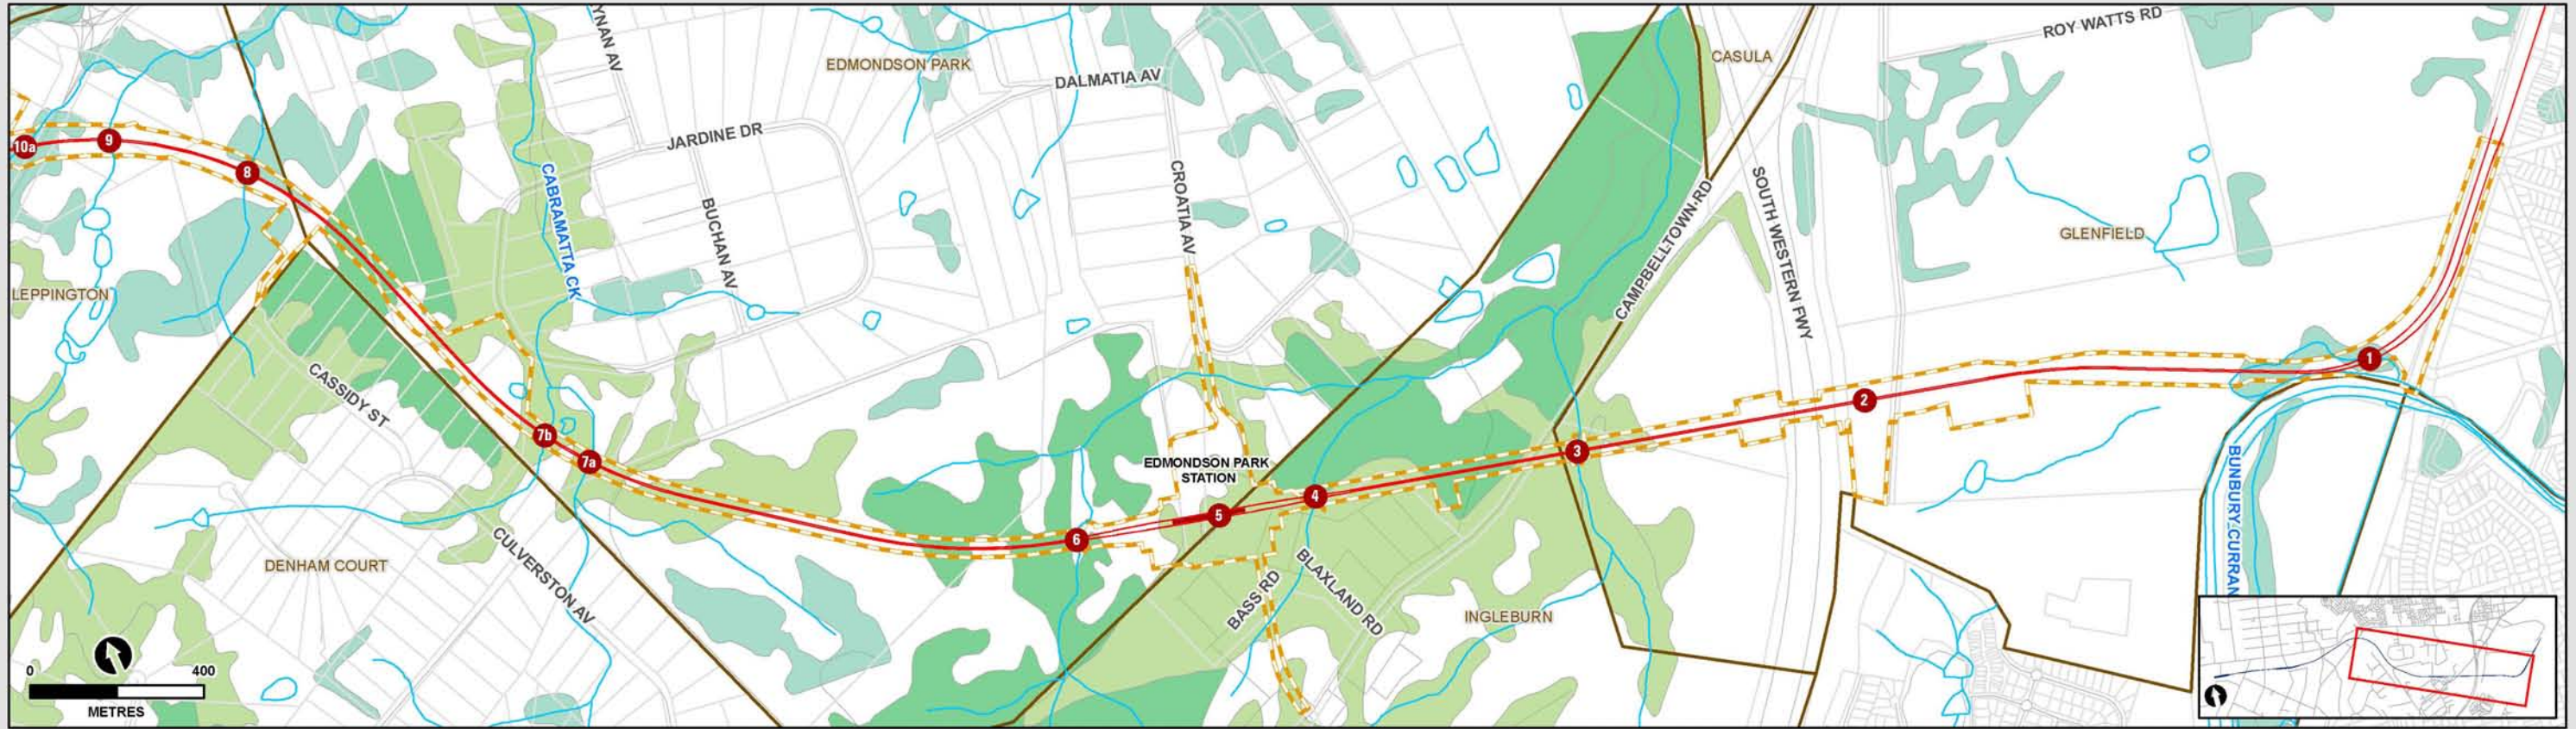 YNAN AV
EDMONDSON PARK
DALMATIA AV
CASULA
ROY WATTS RD
10a
9
8
JARDINE DR
CABRAMATTA CK
BUCHAN AV
CROATIA AV
CAMPBELLTOWN RD
SOUTH WESTERN FWY
GLENFIELD
LEPPINGTON
CASSIDY ST
1
2
3
4
5
6
7b
7a
EDMONDSON PARK
STATION
BUNBURY CURRAN
DENHAM COURT
CULVERSTON AV
BASS RD
BLAXLAND RD
INGLEBURN
0 400
METRES